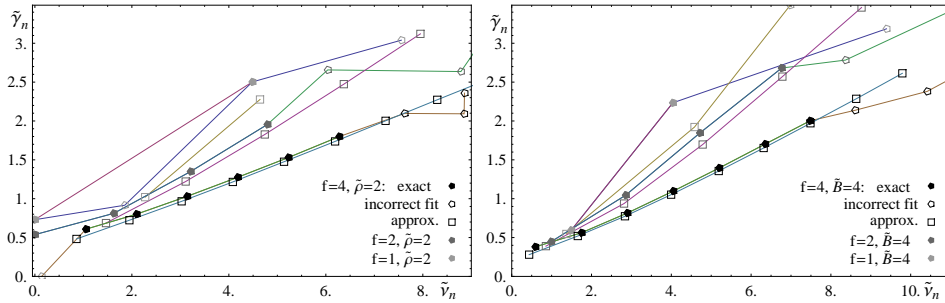 γ̃n
3.
2.5
2.
1.5
1.
0.5
0.
0. 2. 4. 6. 8. ν̃n
f=4, ρ̃=2: exact
incorrect fit
approx.
f=2, ρ̃=2
f=1, ρ̃=2
γ̃n
3.
2.5
2.
1.5
1.
0.5
0.
0. 2. 4. 6. 8. 10. ν̃n
f=4, B̃=4: exact
incorrect fit
approx.
f=2, B̃=4
f=1, B̃=4